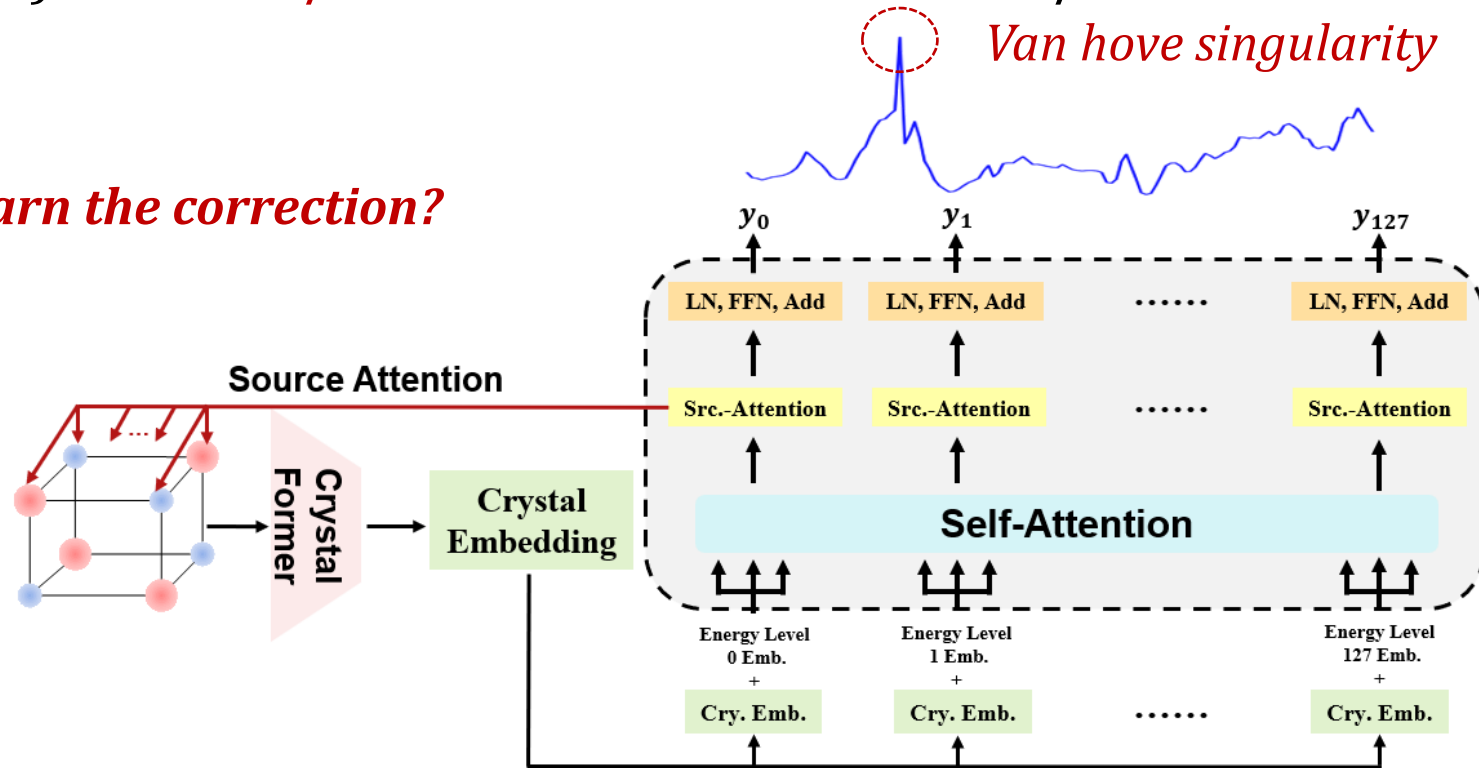 Van hove singularity
arn the correction?
y0 y1 y127
LN, FFN, Add LN, FFN, Add ...... LN, FFN, Add
Source Attention
Src.-Attention Src.-Attention ...... Src.-Attention
...
Crystal
Former
Crystal
Embedding
Self-Attention
Energy Level
0 Emb.
+
Cry. Emb.
Energy Level
1 Emb.
+
Cry. Emb.
......
Energy Level
127 Emb.
+
Cry. Emb.